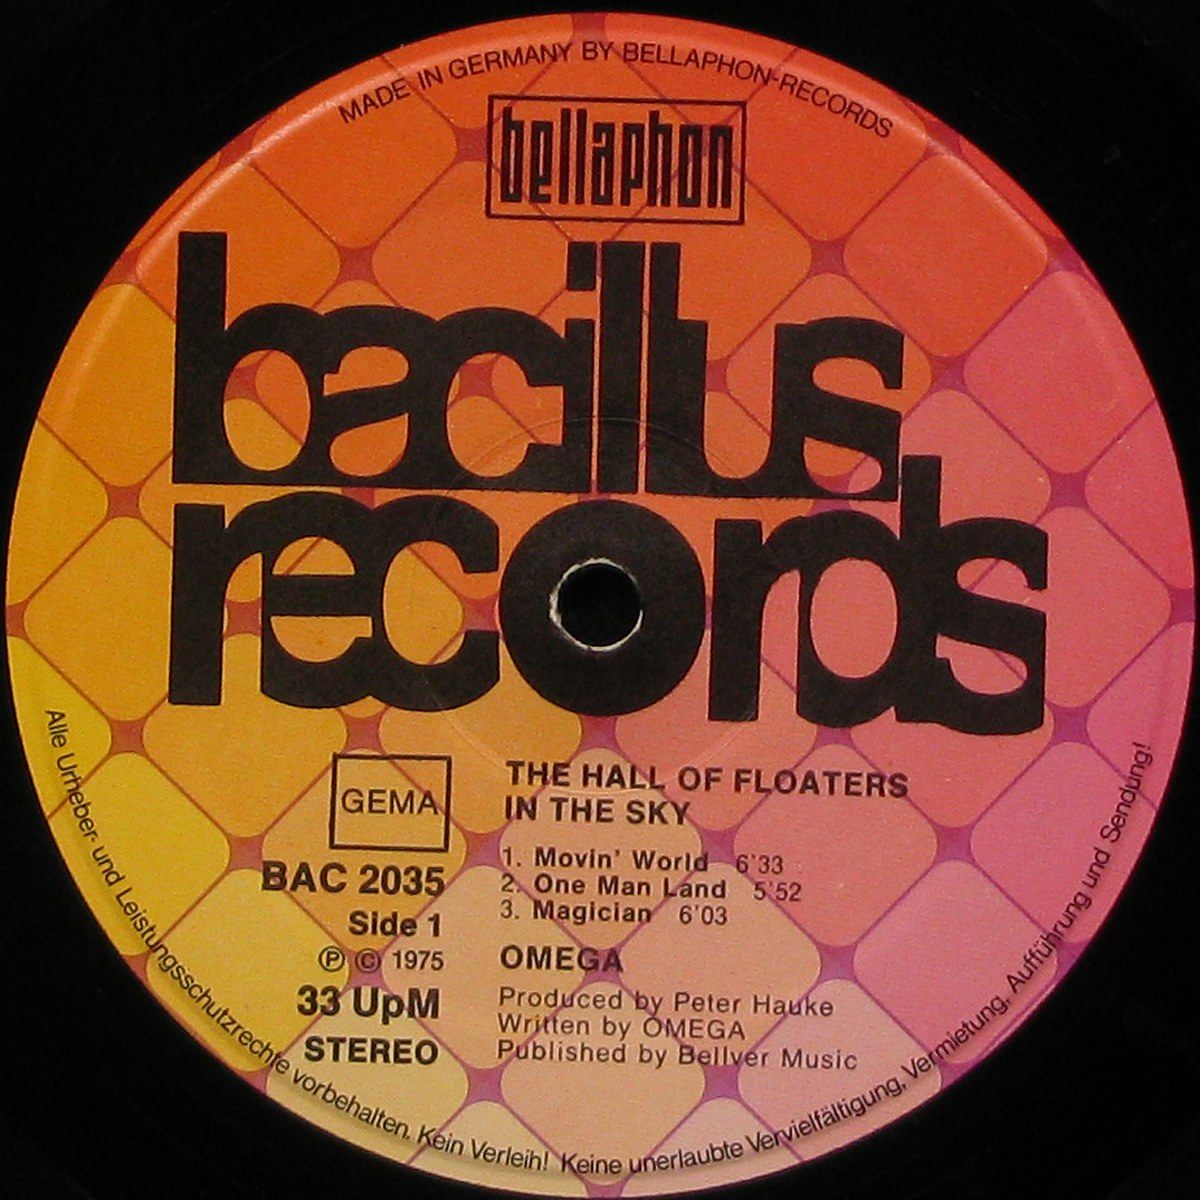 MADE IN GERMANY BY BELLAPHON-RECORDS
bellaphon
bacillus
records
GEMA
BAC 2035
Side 1
Ⓟ © 1975
33 UpM
STEREO
THE HALL OF FLOATERS
IN THE SKY
1. Movin' World 6'33
2. One Man Land 5'52
3. Magician 6'03
OMEGA
Produced by Peter Hauke
Written by OMEGA
Published by Bellver Music
Alle Urheber- und Leistungsschutzrechte vorbehalten. Kein Verleih! Keine unerlaubte Vervielfältigung, Vermietung, Aufführung und Sendung!